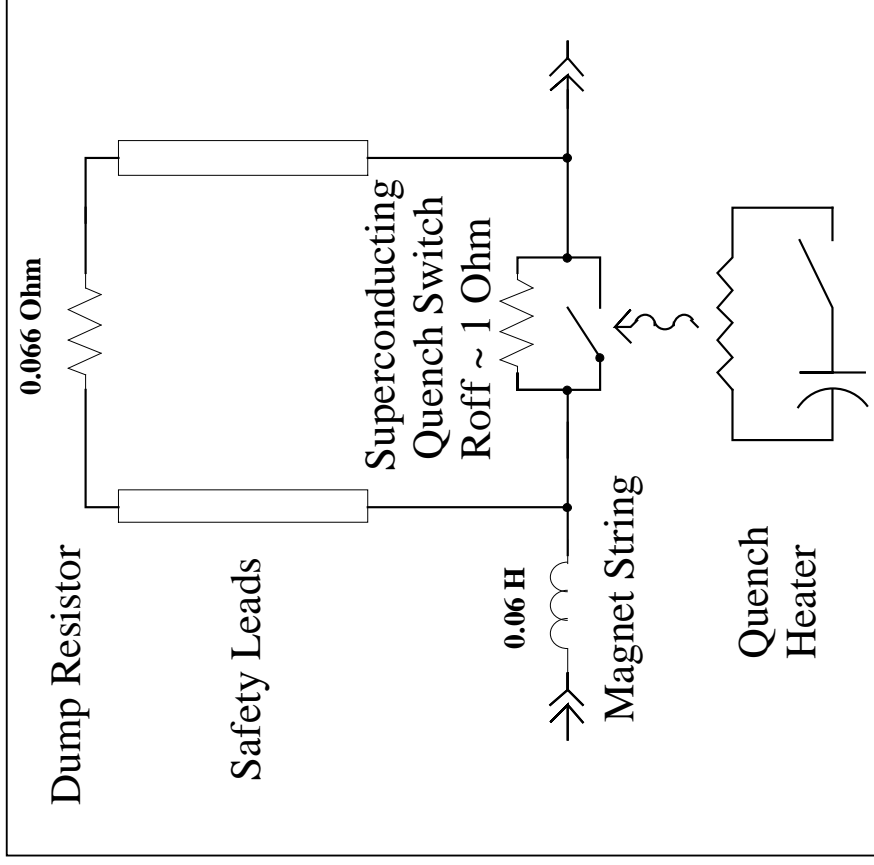 Dump Resistor
0.066 Ohm
Safety Leads
Superconducting
Quench Switch
Roff ~ 1 Ohm
0.06 H
Magnet String
Quench
Heater